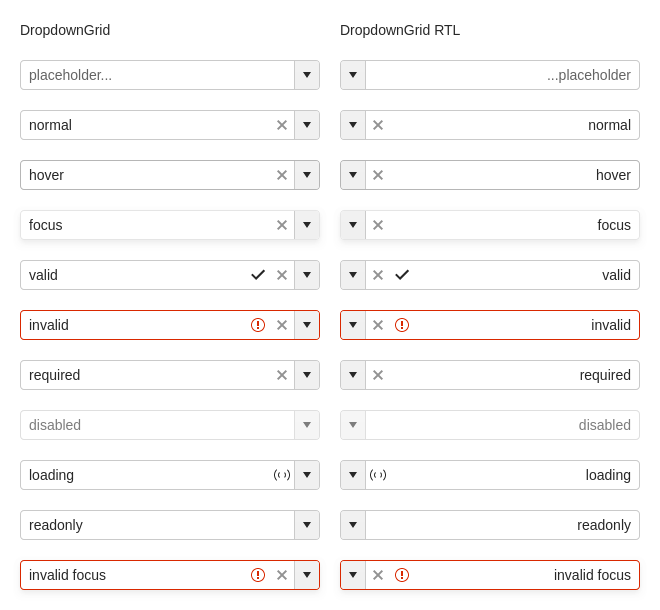 DropdownGrid
placeholder...
normal
hover
focus
valid
invalid
required
disabled
loading
readonly
invalid focus
DropdownGrid RTL
...placeholder
normal
hover
focus
valid
invalid
required
disabled
loading
readonly
invalid focus